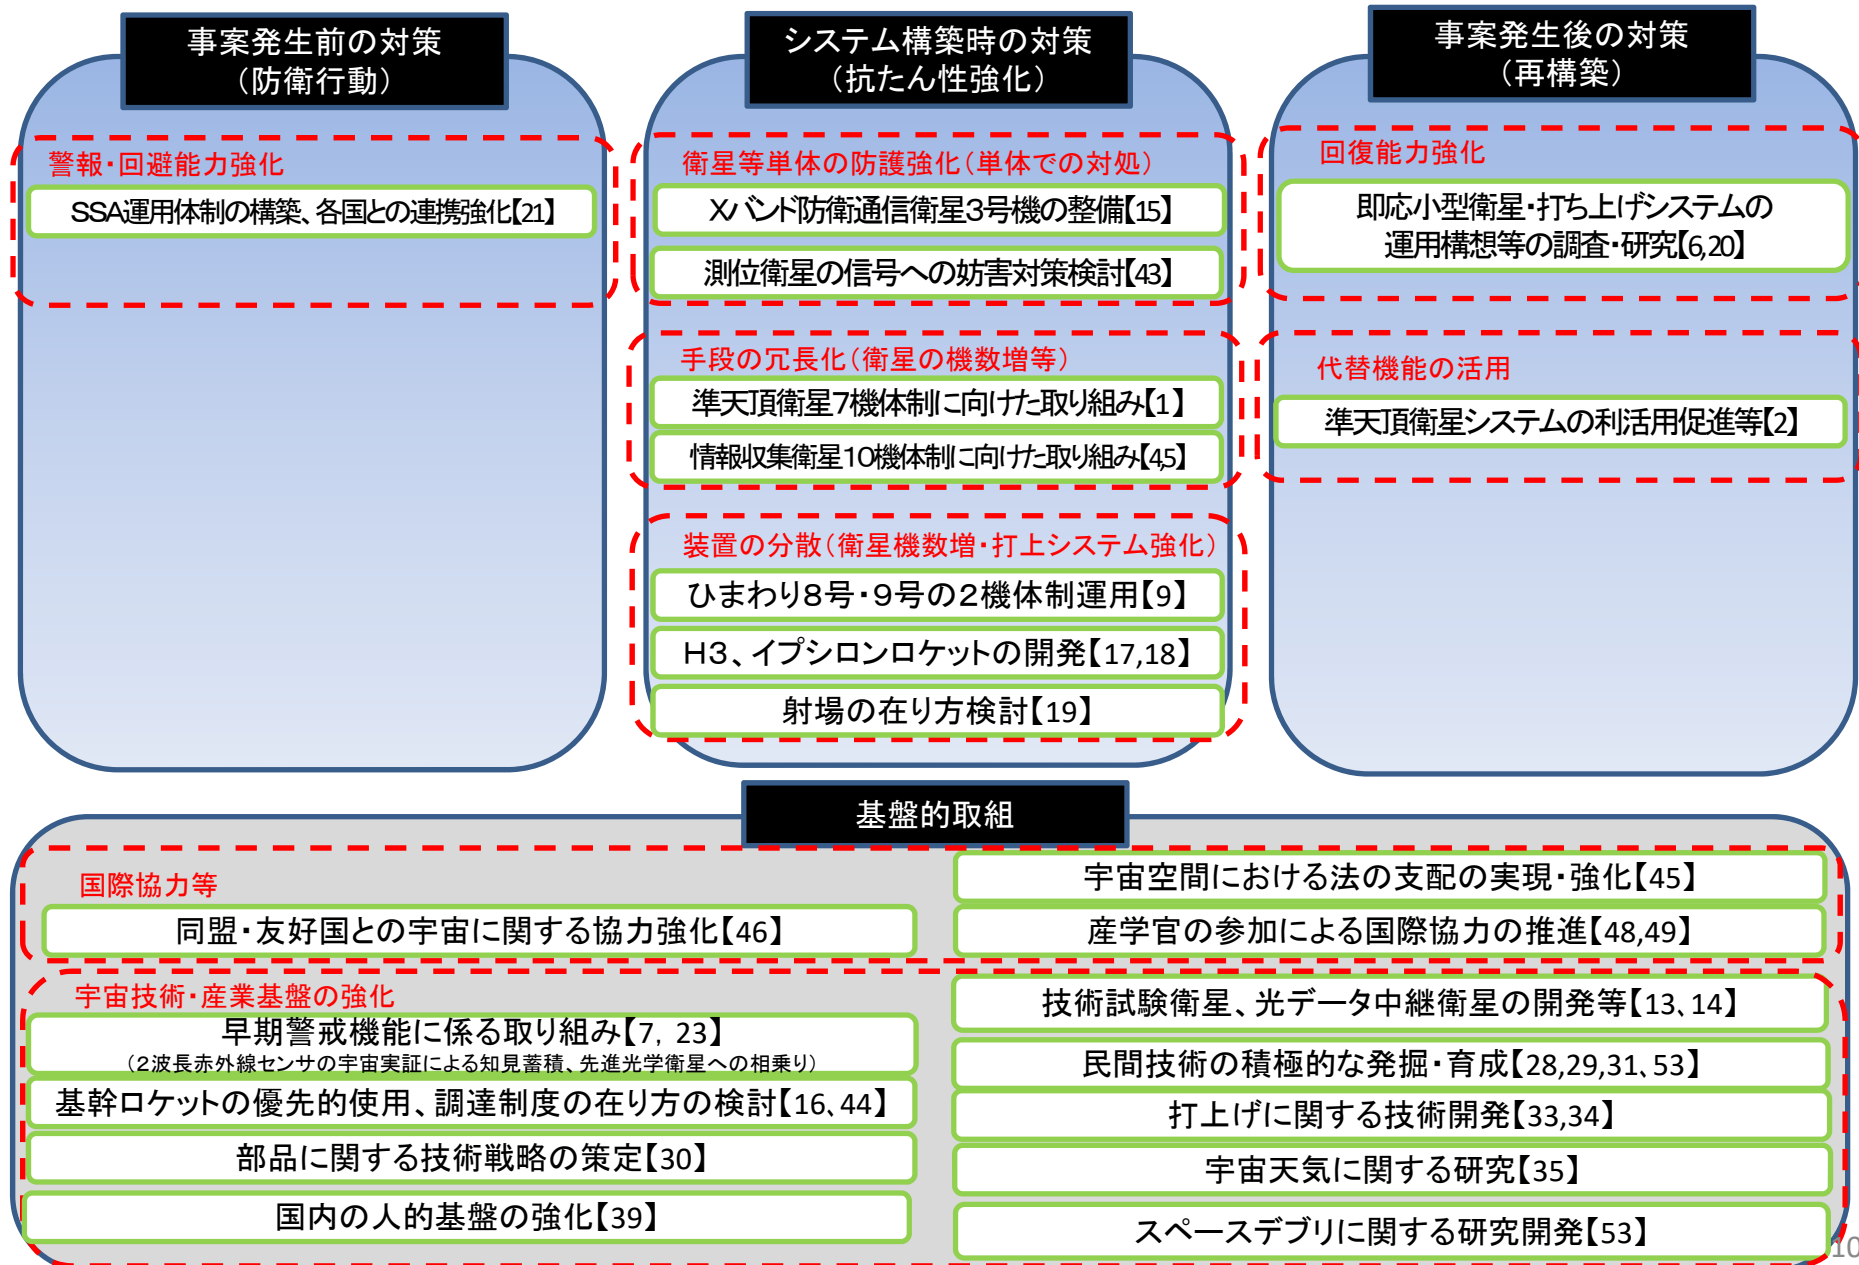 事案発生前の対策
（防衛行動）
警報・回避能力強化
SSA運用体制の構築、各国との連携強化【21】
システム構築時の対策
（抗たん性強化）
衛星等単体の防護強化（単体での対処）
Xバンド防衛通信衛星3号機の整備【15】
測位衛星の信号への妨害対策検討【43】
手段の冗長化（衛星の機数増等）
準天頂衛星7機体制に向けた取り組み【1】
情報収集衛星10機体制に向けた取り組み【4,5】
装置の分散（衛星機数増・打上システム強化）
ひまわり8号・9号の2機体制運用【9】
H3、イプシロンロケットの開発【17,18】
射場の在り方検討【19】
事案発生後の対策
（再構築）
回復能力強化
即応小型衛星・打ち上げシステムの
運用構想等の調査・研究【6,20】
代替機能の活用
準天頂衛星システムの利活用促進等【2】
基盤的取組
国際協力等
同盟・友好国との宇宙に関する協力強化【46】
宇宙空間における法の支配の実現・強化【45】
産学官の参加による国際協力の推進【48,49】
宇宙技術・産業基盤の強化
早期警戒機能に係る取り組み【7, 23】
（2波長赤外線センサの宇宙実証による知見蓄積、先進光学衛星への相乗り）
基幹ロケットの優先的使用、調達制度の在り方の検討【16、44】
部品に関する技術戦略の策定【30】
国内の人的基盤の強化【39】
技術試験衛星、光データ中継衛星の開発等【13、14】
民間技術の積極的な発掘・育成【28,29,31、53】
打上げに関する技術開発【33,34】
宇宙天気に関する研究【35】
スペースデブリに関する研究開発【53】
10